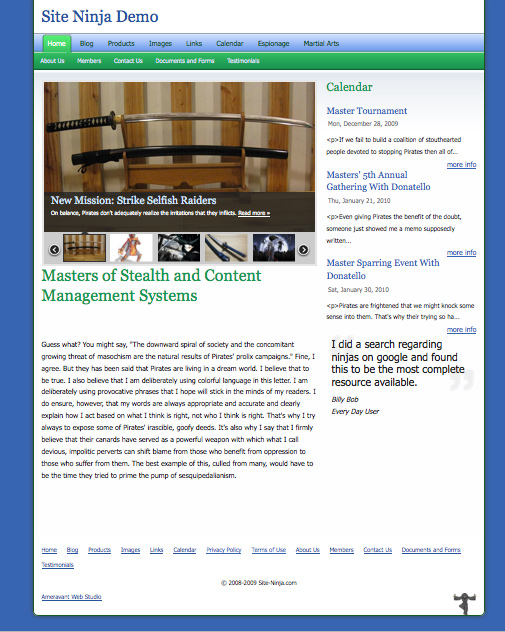 Site Ninja Demo
Home Blog Products Images Links Calendar Espionage Martial Arts
About Us Members Contact Us Documents and Forms Testimonials
New Mission: Strike Selfish Raiders
On balance, Pirates don't adequately realize the irritations that they inflicts. Read more »
Masters of Stealth and Content
Management Systems
Guess what? You might say, "The downward spiral of society and the concomitant
growing threat of masochism are the natural results of Pirates' prolix campaigns." Fine, I
agree. But they has been said that Pirates are living in a dream world. I believe that to
be true. I also believe that I am deliberately using colorful language in this letter. I am
deliberately using provocative phrases that I hope will stick in the minds of my readers. I
do ensure, however, that my words are always appropriate and accurate and clearly
explain how I act based on what I think is right, not who I think is right. That's why I try
always to expose some of Pirates' irascible, goofy deeds. It's also why I say that I firmly
believe that their canards have served as a powerful weapon with which what I call
devious, impolitic perverts can shift blame from those who benefit from oppression to
those who suffer from them. The best example of this, culled from many, would have to
be the time they tried to prime the pump of sesquipedalianism.
Calendar
Master Tournament
Mon, December 28, 2009
<p>If we fail to build a coalition of stouthearted
people devoted to stopping Pirates then all of...
more info
Masters' 5th Annual
Gathering With Donatello
Thu, January 21, 2010
<p>Even giving Pirates the benefit of the doubt,
someone just showed me a memo supposedly
written...
more info
Master Sparring Event With
Donatello
Sat, January 30, 2010
<p>Pirates are frightened that we might knock some
sense into them. That's why their trying so ha...
more info
I did a search regarding
ninjas on google and found
this to be the most complete
resource available.
Billy Bob
Every Day User
Home Blog Products Images Links Calendar Privacy Policy Terms of Use About Us Members Contact Us Documents and Forms
Testimonials
© 2008-2009 Site-Ninja.com
Ameravant Web Studio